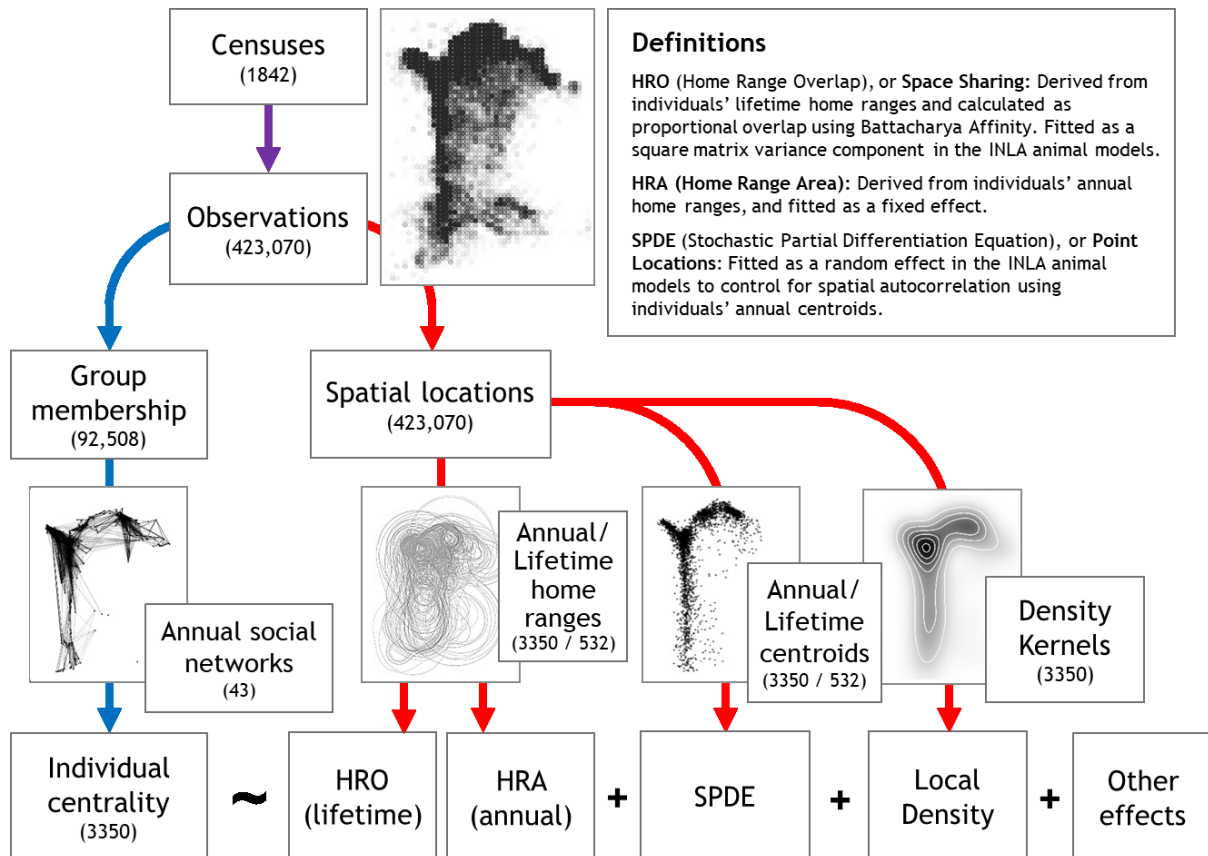 Censuses
(1842)
Definitions
HRO (Home Range Overlap), or Space Sharing: Derived from
individuals’ lifetime home ranges and calculated as
proportional overlap using Battacharya Affinity. Fitted as a
square matrix variance component in the INLA animal models.
HRA (Home Range Area): Derived from individuals’ annual
home ranges, and fitted as a fixed effect.
SPDE (Stochastic Partial Differentiation Equation), or Point
Locations: Fitted as a random effect in the INLA animal
models to control for spatial autocorrelation using
individuals’ annual centroids.
Observations
(423,070)
Group
membership
(92,508)
Spatial locations
(423,070)
Annual social
networks
(43)
Annual/
Lifetime
home
ranges
(3350 / 532)
Annual/
Lifetime
centroids
(3350 / 532)
Density
Kernels
(3350)
Individual
centrality
(3350)
~
HRO
(lifetime)
HRA
(annual)
+
SPDE
+
Local
Density
+
Other
effects